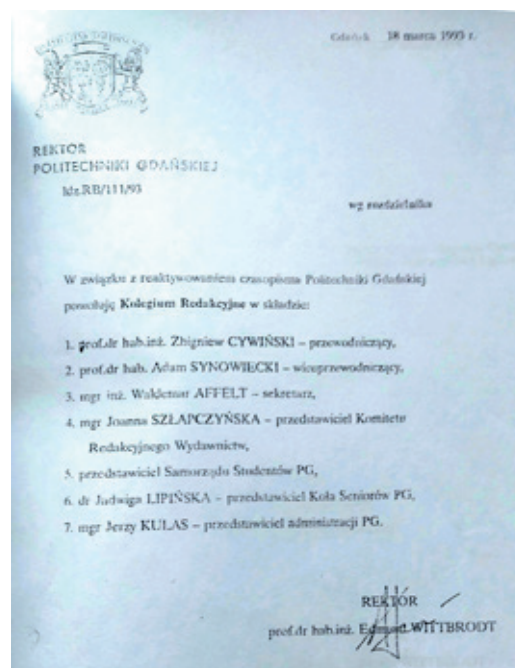 Gdańsk 18 marca 1993 r.
REKTOR
POLITECHNIKI GDAŃSKIEJ
ldz.RB/111/93
wg rozdzielnika
W związku z reaktywowaniem czasopisma Politechniki Gdańskiej
powołuję Kolegium Redakcyjne w składzie:
1. prof.dr hab.inż. Zbigniew CYWIŃSKI – przewodniczący,
2. prof.dr hab. Adam SYNOWIECKI – wiceprzewodniczący,
3. mgr inż. Waldemar AFFELT – sekretarz,
4. mgr Joanna SZŁAPCZYŃSKA – przedstawiciel Komitetu
Redakcyjnego Wydawnictw,
5. przedstawiciel Samorządu Studentów PG,
6. dr Jadwiga LIPIŃSKA – przedstawiciel Koła Seniorów PG,
7. mgr Jerzy KULAS – przedstawiciel administracji PG.
REKTOR
prof.dr hab.inż. Edmund WITTBRODT